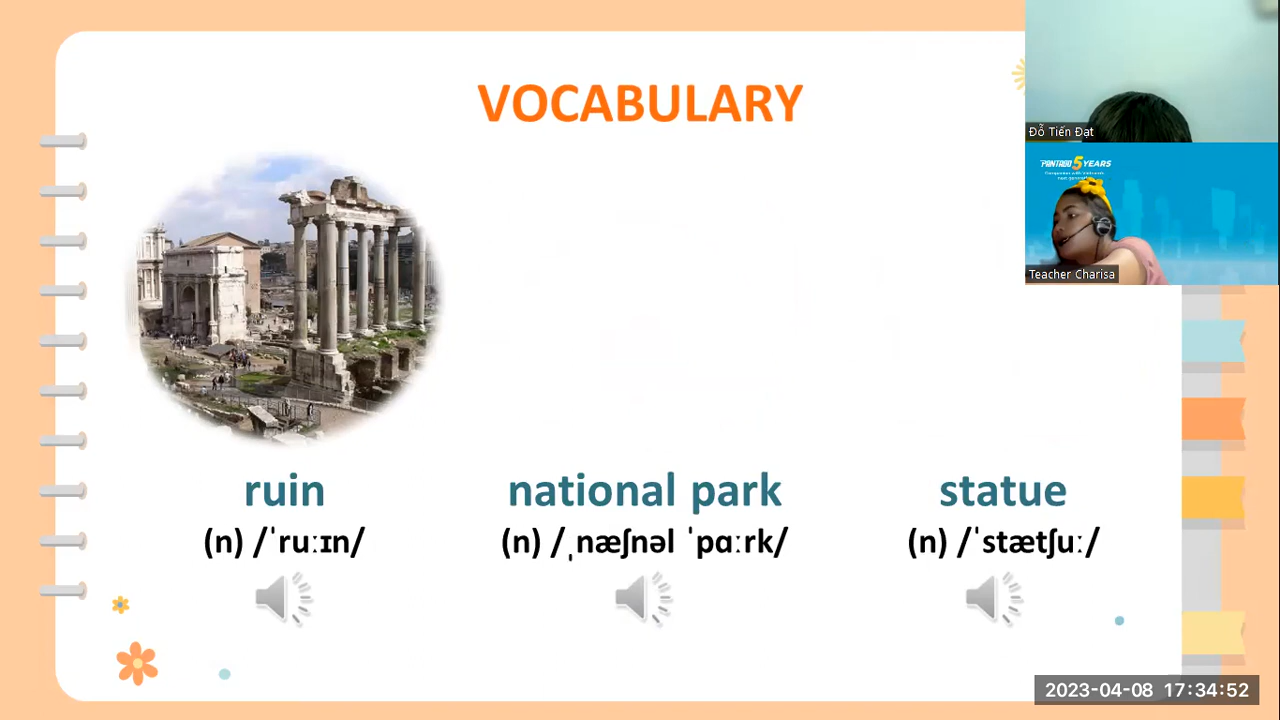 VOCABULARY
Đỗ Tiến Đạt
5 YEARS
Teacher Charisa
ruin
national park
statue
(n) /ˈruːɪn/
(n) /ˌnæʃnəl ˈpɑːrk/
(n) /ˈstætʃuː/
2023-04-08 17:34:52